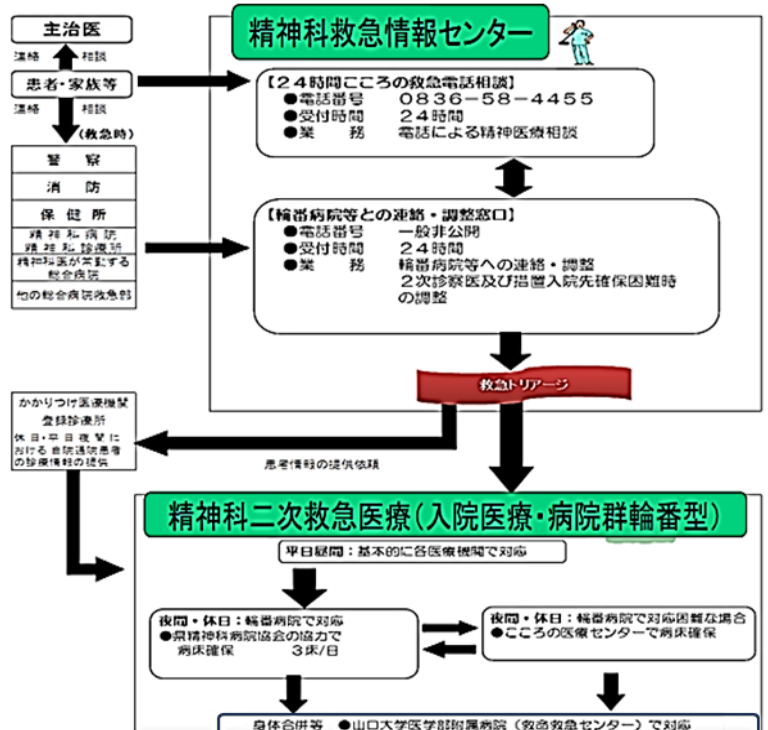 主治医
連絡 相談
患者・家族等
連絡 相談
(救急時)
警 察
消 防
保 健 所
精神科病院
精神科診療所
精神科医が常勤する
総合病院
他の総合病院救急部
精神科救急情報センター
【24時間こころの救急電話相談】
●電話番号 0836-58-4455
●受付時間 24時間
●業 務 電話による精神医療相談
【輪番病院等との連絡・調整窓口】
●電話番号 一般非公開
●受付時間 24時間
●業 務 輪番病院等への連絡・調整
2次診察医及び措置入院先確保困難時
の調整
救急トリアージ
かかりつけ医療機関
登録診療所
休日・平日夜間に
おける自院通院患者
の診療情報の提供
患者情報の提供依頼
精神科二次救急医療(入院医療・病院群輪番型)
平日昼間:基本的に各医療機関で対応
夜間・休日:輪番病院で対応
●県精神科病院協会の協力で
病床確保 3床/日
夜間・休日:輪番病院で対応困難な場合
●こころの医療センターで病床確保
身体合併等 ●山口大学医学部附属病院(救命救急センター)で対応